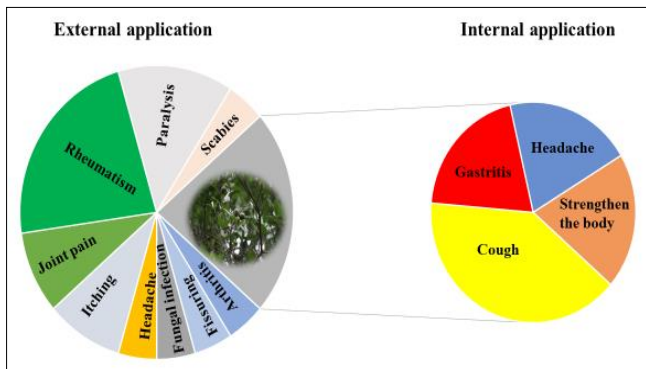 External application
Internal application
Paralysis
Scabies
Rheumatism
Joint pain
Itching
Headache
Fungal infection
Fissuring
Arthritis
Headache
Gastritis
Strengthen
the body
Cough